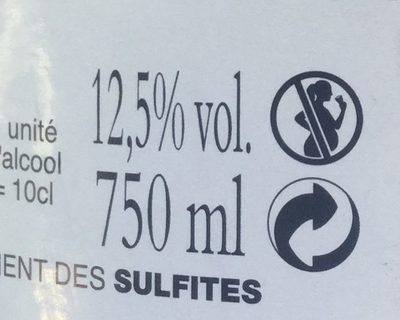 12,5% vol.
unité
'alcool
= 10cl
750 ml
ENT DES SULFITES